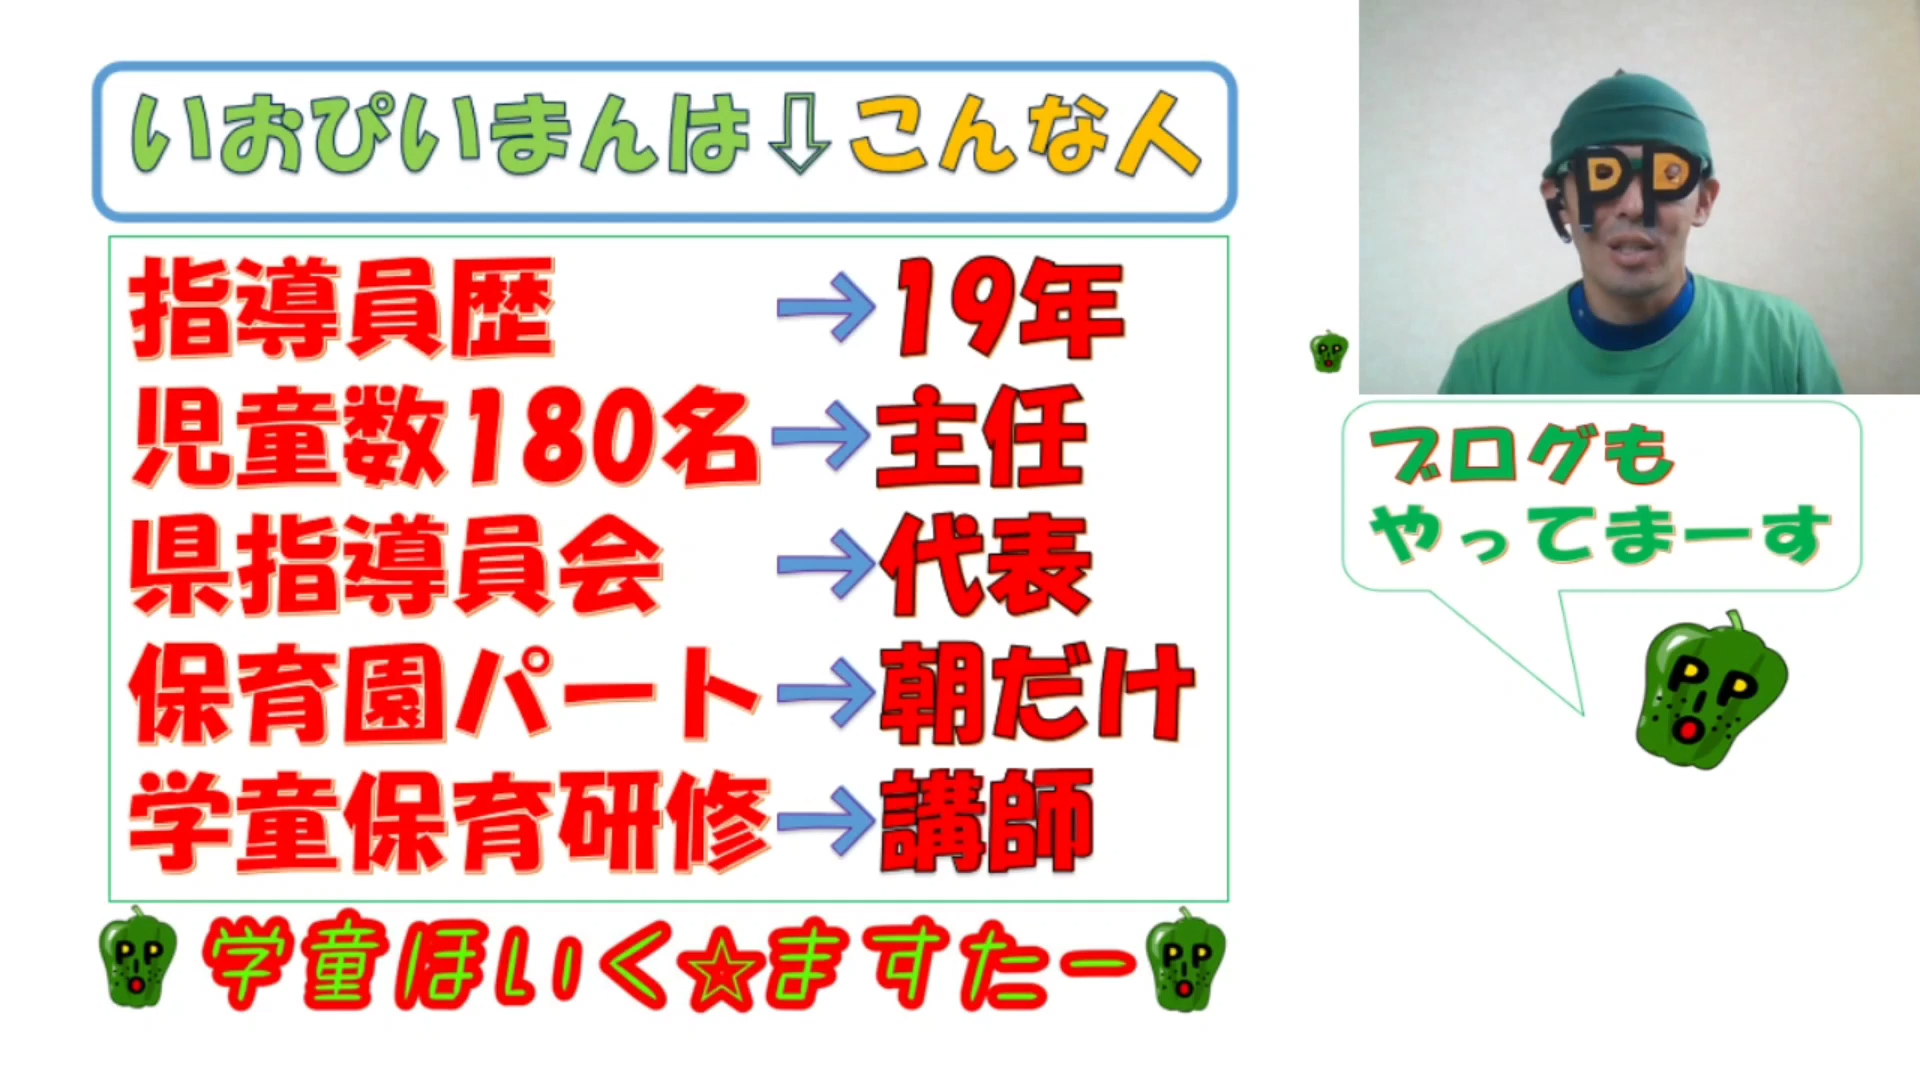 いおぴいまんは⇩こんな人
指導員歴→19年
児童数180名→主任
県指導員会→代表
保育園パート→朝だけ
学童保育研修→講師
学童ほいく☆ますたー
ブログも
やってまーす